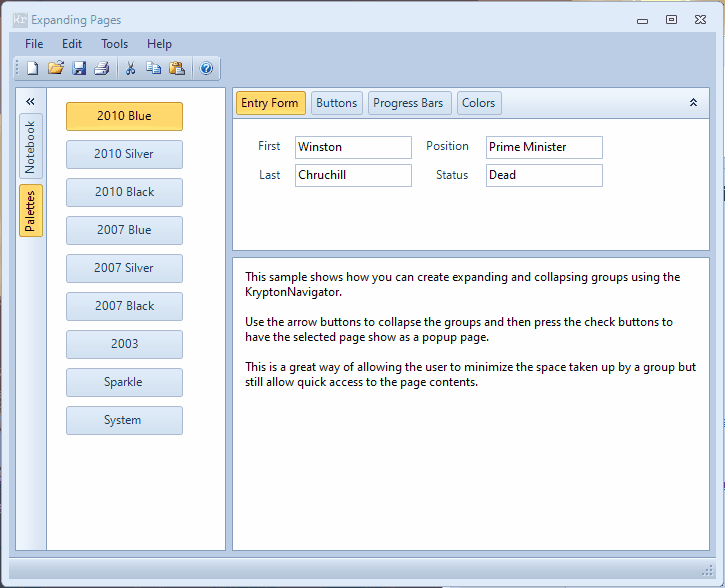 Kr Expanding Pages
File Edit Tools Help
«
Notebook
Palettes
2010 Blue
2010 Silver
2010 Black
2007 Blue
2007 Silver
2007 Black
2003
Sparkle
System
Entry Form Buttons Progress Bars Colors
First Winston Position Prime Minister
Last Chruchill Status Dead
This sample shows how you can create expanding and collapsing groups using the
KryptonNavigator.
Use the arrow buttons to collapse the groups and then press the check buttons to
have the selected page show as a popup page.
This is a great way of allowing the user to minimize the space taken up by a group but
still allow quick access to the page contents.